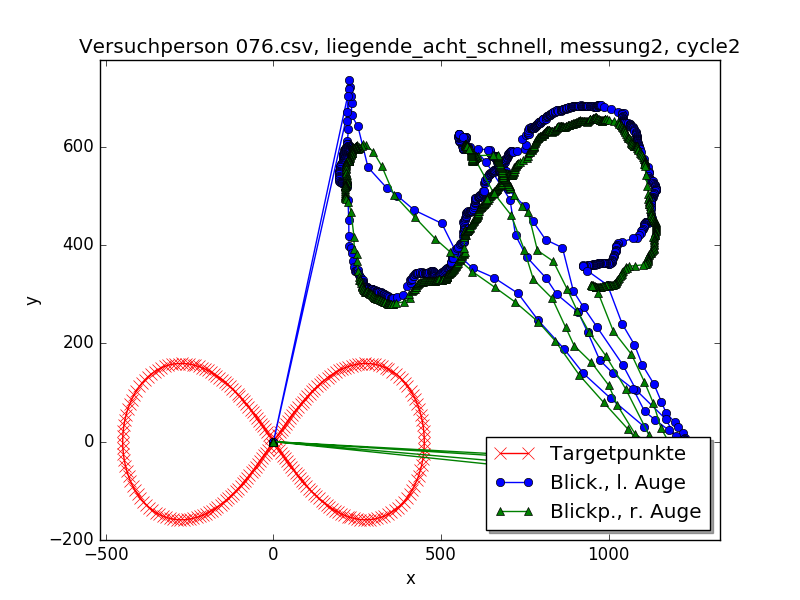 Versuchperson 076.csv, liegende_acht_schnell, messung2, cycle2
600
400
200
0
−200
y
−500
0
500
1000
x
Targetpunkte
Blick., l. Auge
Blickp., r. Auge